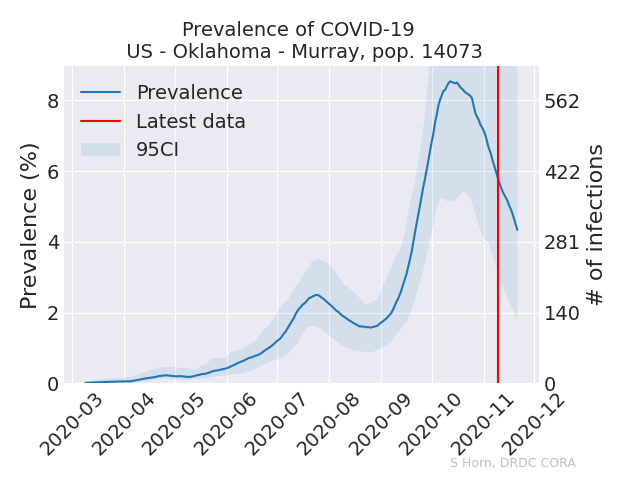 Prevalence of COVID-19
US - Oklahoma - Murray, pop. 14073
Prevalence
Latest data
95CI
Prevalence (%)
8
6
4
2
0
562
422
281
140
0
# of infections
2020-03
2020-04
2020-05
2020-06
2020-07
2020-08
2020-09
2020-10
2020-11
2020-12
S Horn, DRDC CORA